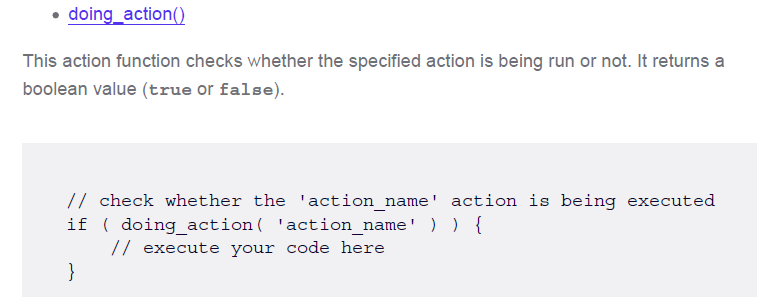 • doing_action()
This action function checks whether the specified action is being run or not. It returns a
boolean value (true or false).
// check whether the 'action_name' action is being executed
if ( doing_action( 'action_name' ) ) {
    // execute your code here
}